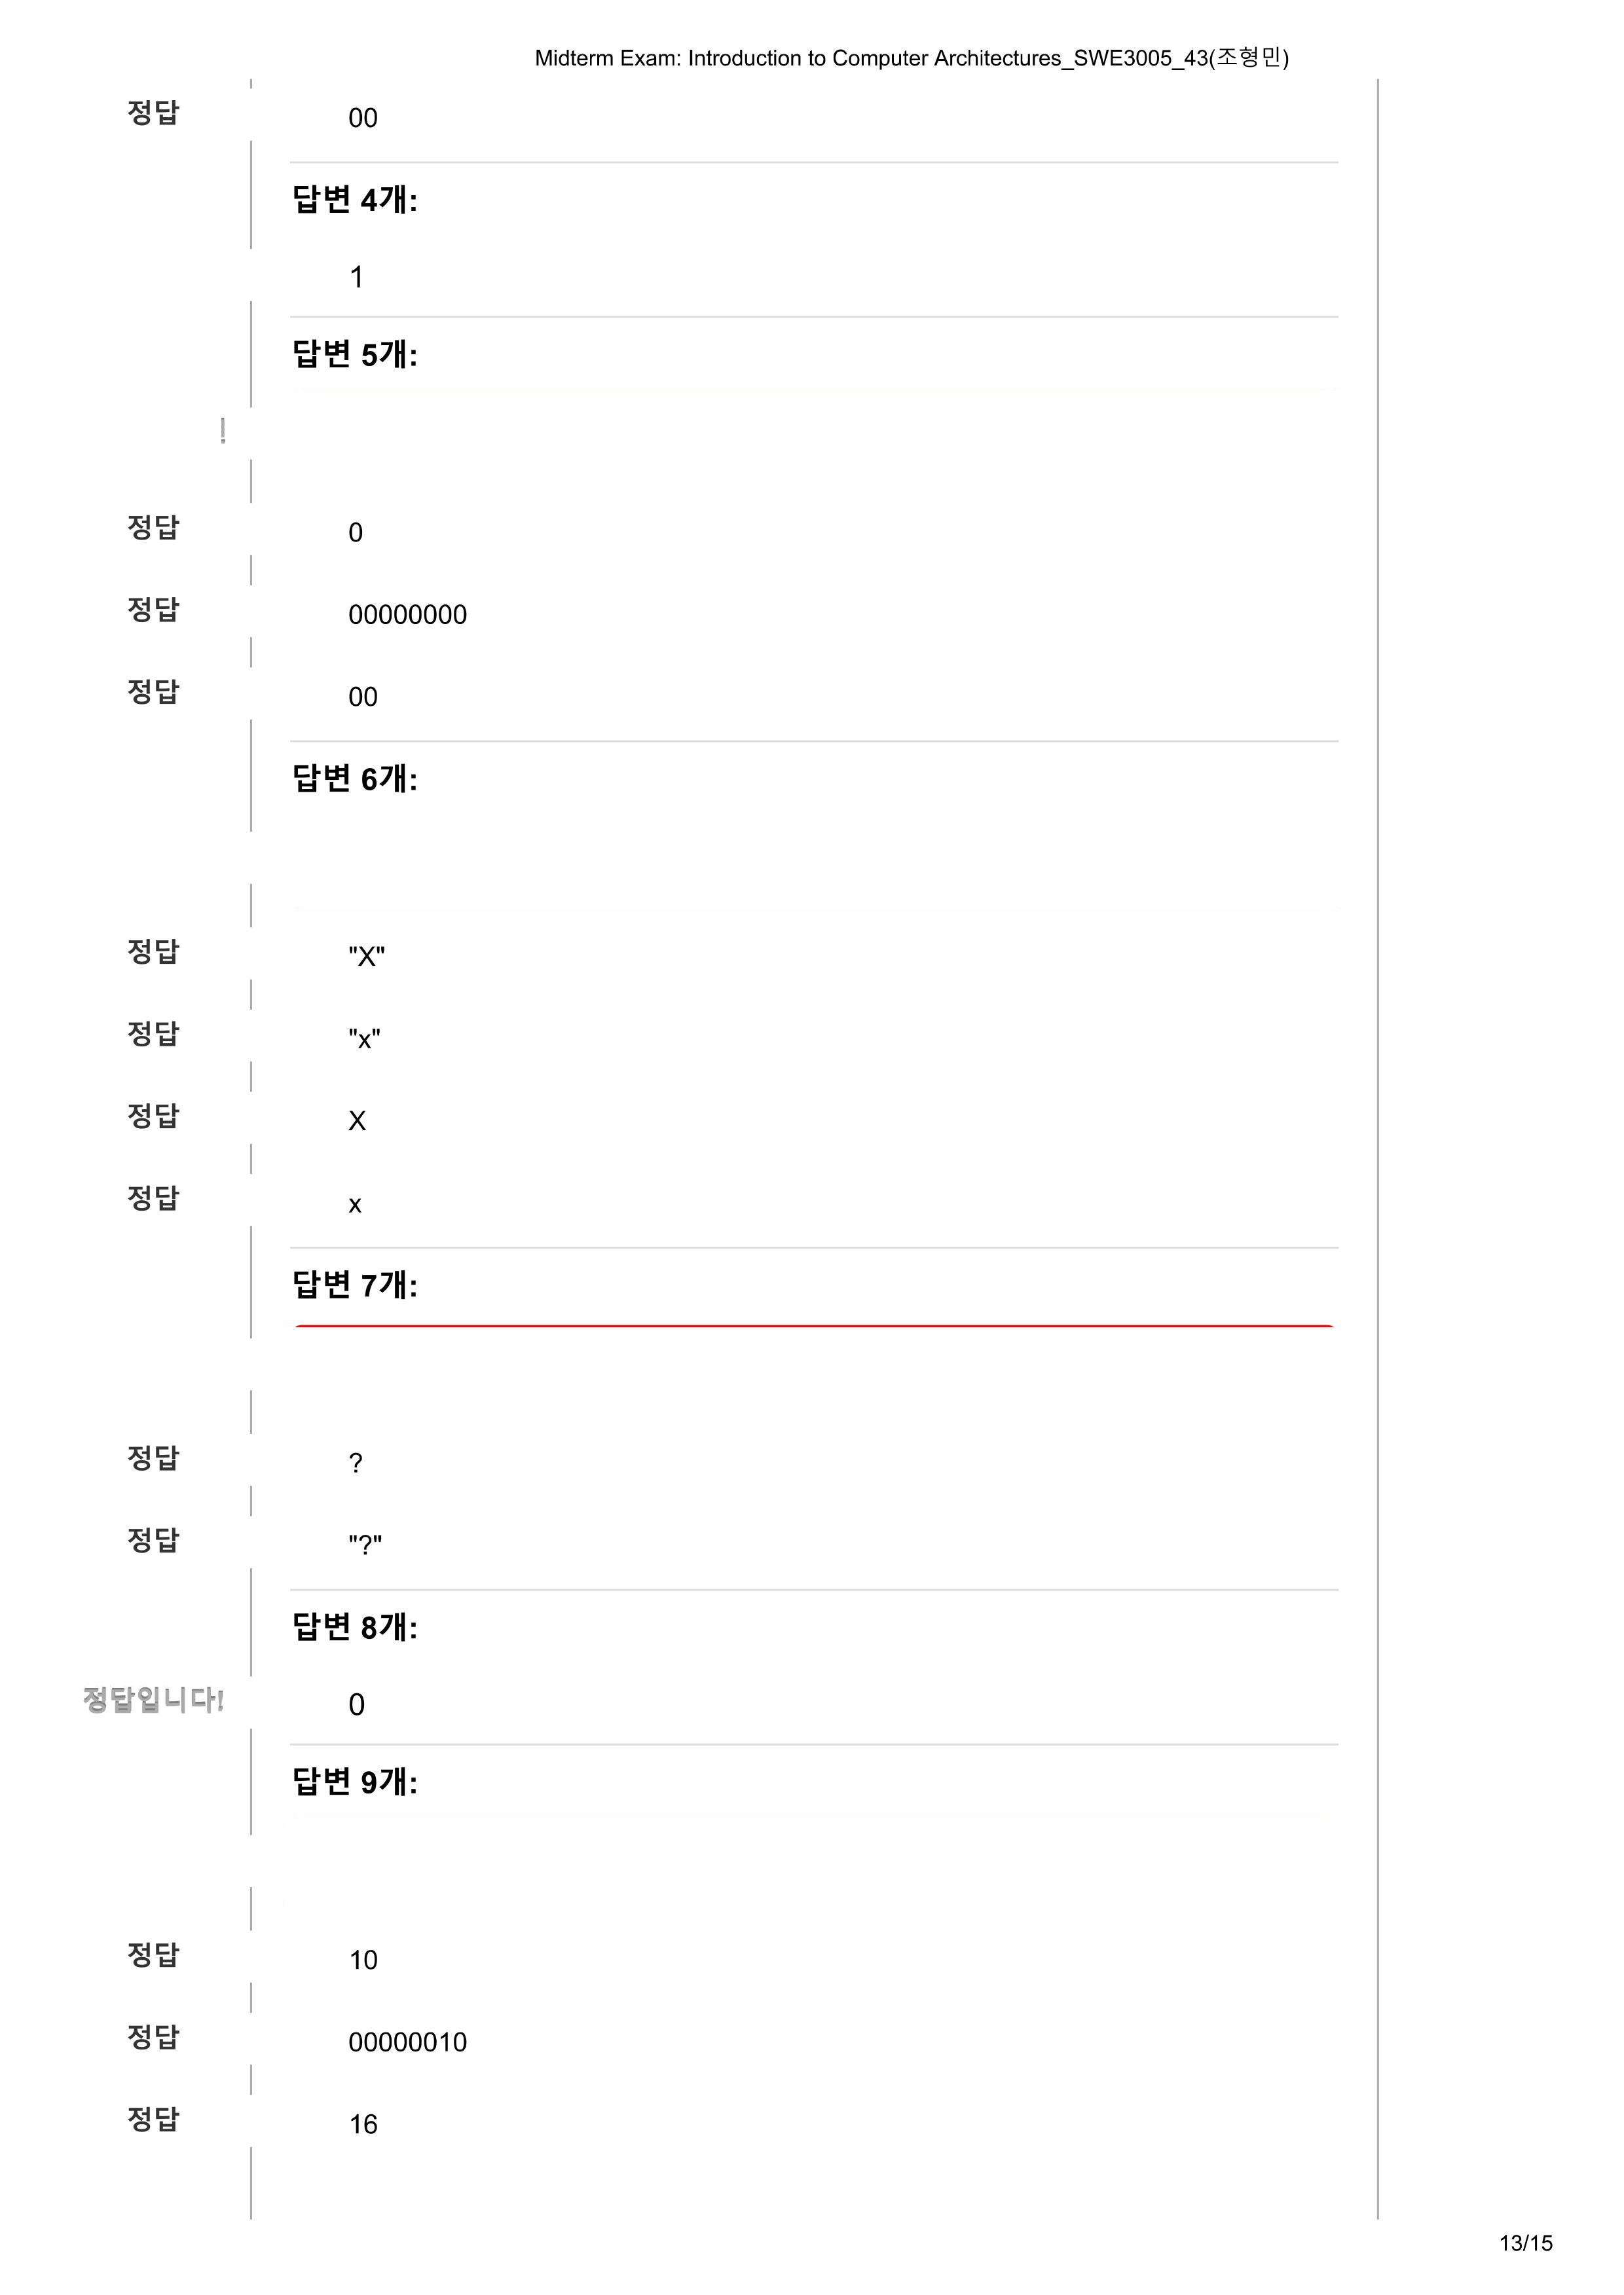 Midterm Exam: Introduction to Computer Architectures_SWE3005_43(조형민)
정답 00
답변 4개:
1
답변 5개:
!
정답 0
정답 00000000
정답 00
답변 6개:
정답 "X"
정답 "x"
정답 X
정답 x
답변 7개:
정답 ?
정답 "?"
답변 8개:
정답입니다! 0
답변 9개:
정답 10
정답 00000010
정답 16
13/15